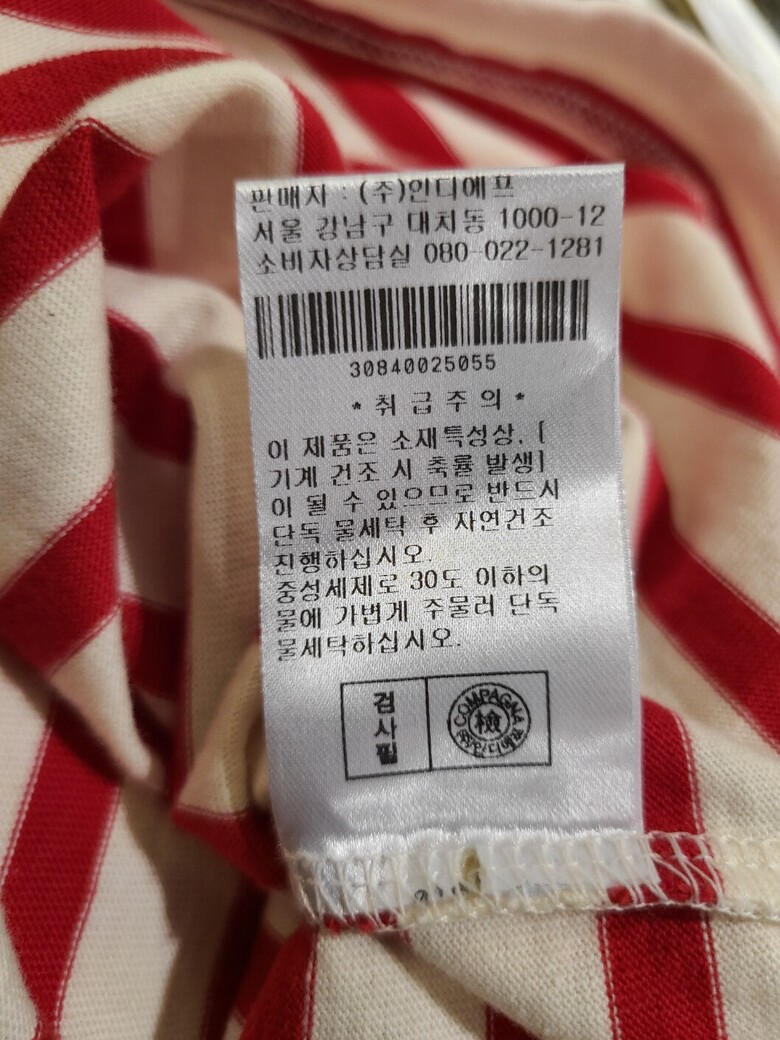 판매자 : (주)인디에프
서울 강남구 대치동 1000-12
소비자상담실 080-022-1281
30840025055
* 취 급 주 의 *
이 제품은 소재특성상, [
기계 건조 시 축률 발생]
이 될 수 있으므로 반드시
단독 물세탁 후 자연건조
진행하십시오.
중성세제로 30도 이하의
물에 가볍게 주물러 단독
물세탁하십시오.
검사필
COMPAGNA
檢
(주)인디에프